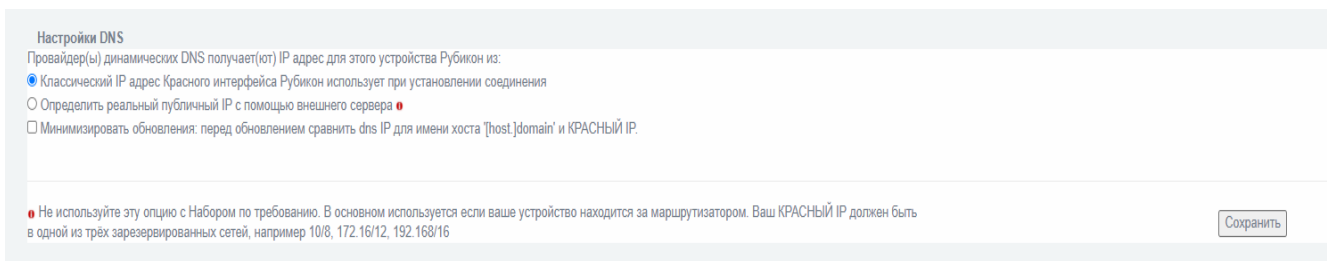 Настройки DNS
Провайдер(ы) динамических DNS получает(ют) IP адрес для этого устройства Рубикон из:
Классический IP адрес Красного интерфейса Рубикон использует при установлении соединения
Определить реальный публичный IP с помощью внешнего сервера
Минимизировать обновления: перед обновлением сравнить dns IP для имени хоста '[host.]domain' и КРАСНЫЙ IP.
Не используйте эту опцию с Набором по требованию. В основном используется если ваше устройство находится за маршрутизатором. Ваш КРАСНЫЙ IP должен быть
в одной из трёх зарезервированных сетей, например 10/8, 172.16/12, 192.168/16
Сохранить